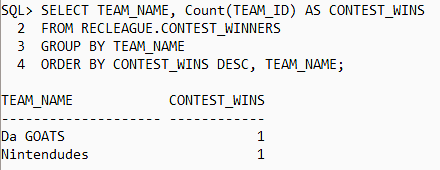 SQL> SELECT TEAM_NAME, Count(TEAM_ID) AS CONTEST_WINS
  2  FROM RECLEAGUE.CONTEST_WINNERS
  3  GROUP BY TEAM_NAME
  4  ORDER BY CONTEST_WINS DESC, TEAM_NAME;
TEAM_NAME            CONTEST_WINS
-------------------- ------------
Da GOATS                        1
Nintendudes                     1